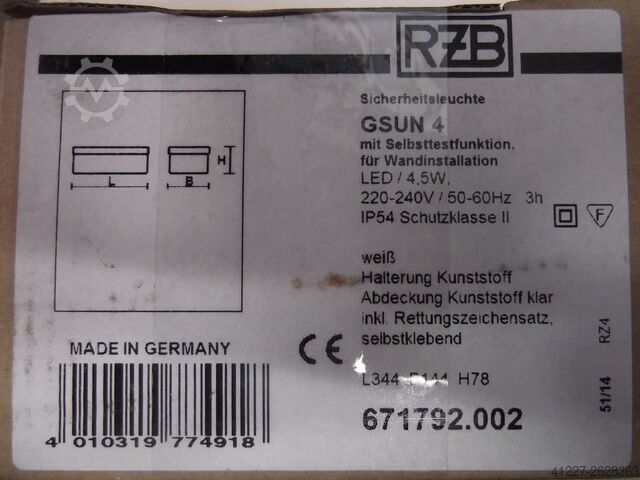 RZB
Sicherheitsleuchte
GSUN 4
mit Selbsttestfunktion,
für Wandinstallation
LED / 4,5W,
220-240V / 50-60Hz 3h
IP54 Schutzklasse II
F
L
B
H
weiß
Halterung Kunststoff
Abdeckung Kunststoff klar
inkl. Rettungszeichensatz,
selbstklebend
L344 B144 H78
671792.002
51/14 RZ4
MADE IN GERMANY
CE
4 010319 774918
41227-2628363